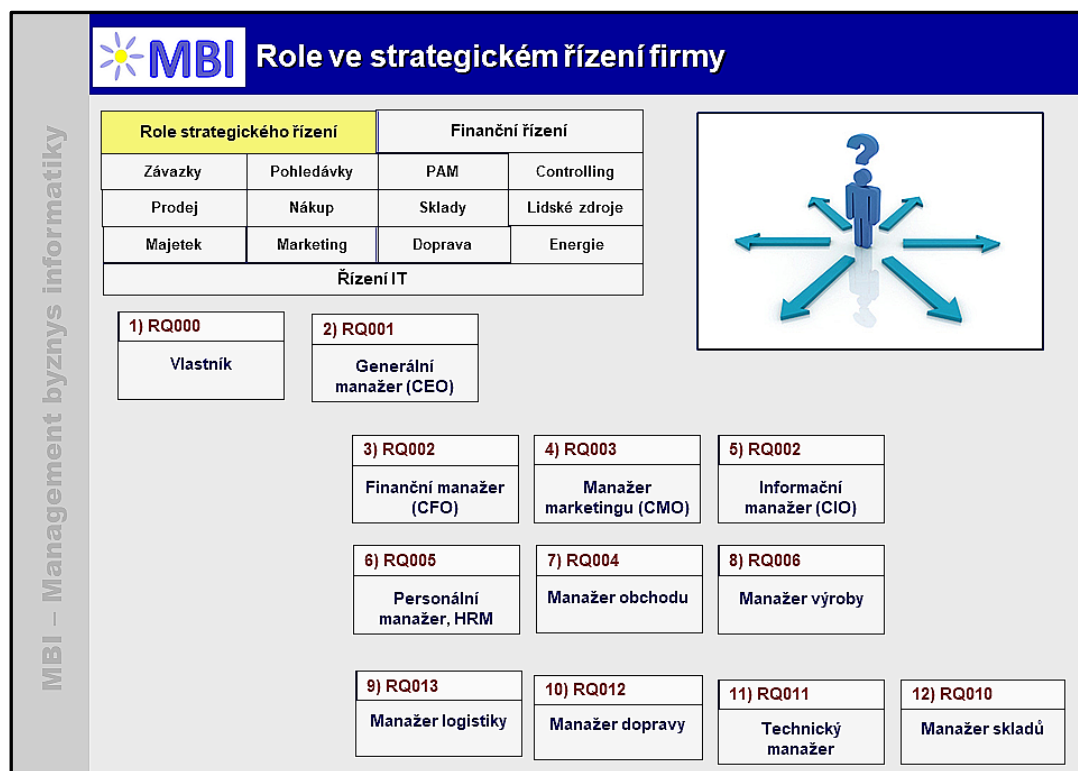 MBI
Role ve strategickém řízení firmy
MBI – Management byznys informatiky
Role strategického řízení
Finanční řízení
Závazky
Pohledávky
PAM
Controlling
Prodej
Nákup
Sklady
Lidské zdroje
Majetek
Marketing
Doprava
Energie
Řízení IT
1) RQ000
Vlastník
2) RQ001
Generální
manažer (CEO)
3) RQ002
Finanční manažer
(CFO)
4) RQ003
Manažer
marketingu (CMO)
5) RQ002
Informační
manažer (CIO)
6) RQ005
Personální
manažer, HRM
7) RQ004
Manažer obchodu
8) RQ006
Manažer výroby
9) RQ013
Manažer logistiky
10) RQ012
Manažer dopravy
11) RQ011
Technický
manažer
12) RQ010
Manažer skladů